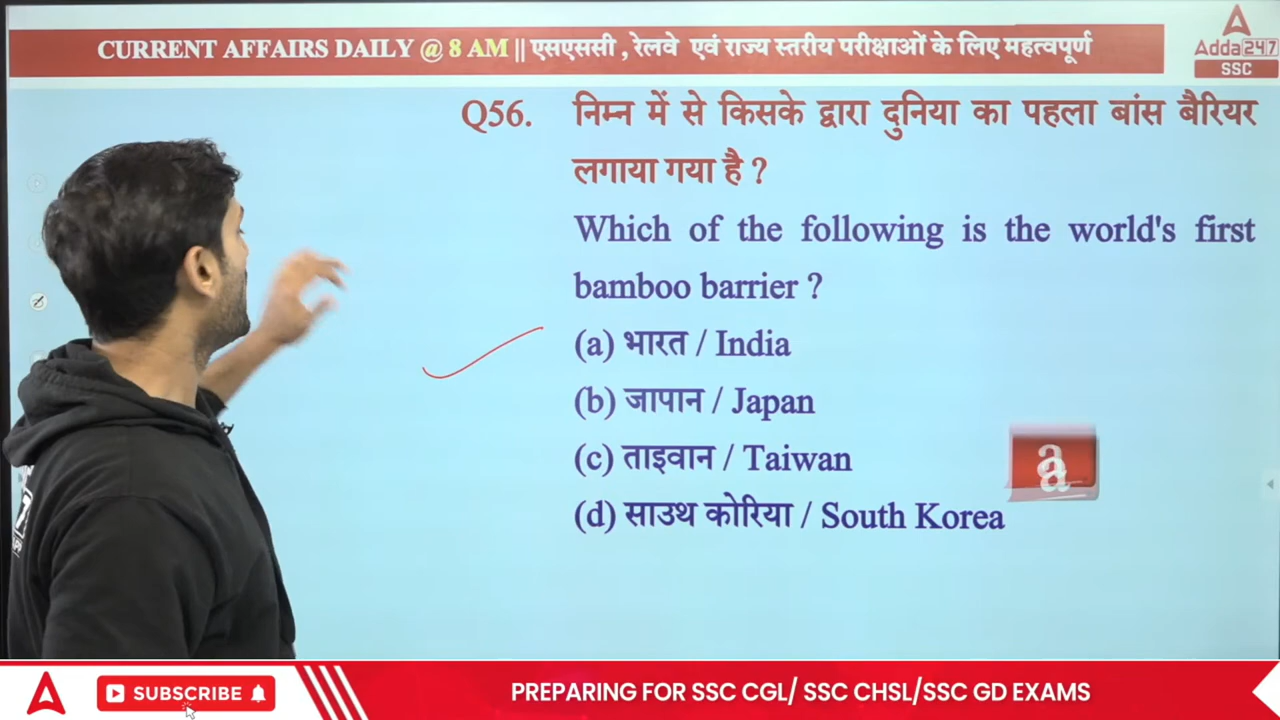 CURRENT AFFAIRS DAILY @ 8 AM || एसएससी , रेलवे एवं राज्य स्तरीय परीक्षाओं के लिए महत्वपूर्ण
Adda 247
SSC
Q56. निम्न में से किसके द्वारा दुनिया का पहला बांस बैरियर
लगाया गया है ?
Which of the following is the world's first
bamboo barrier ?
(a) भारत / India
(b) जापान / Japan
(c) ताइवान / Taiwan
(d) साउथ कोरिया / South Korea
a
SUBSCRIBE
PREPARING FOR SSC CGL/ SSC CHSL/SSC GD EXAMS